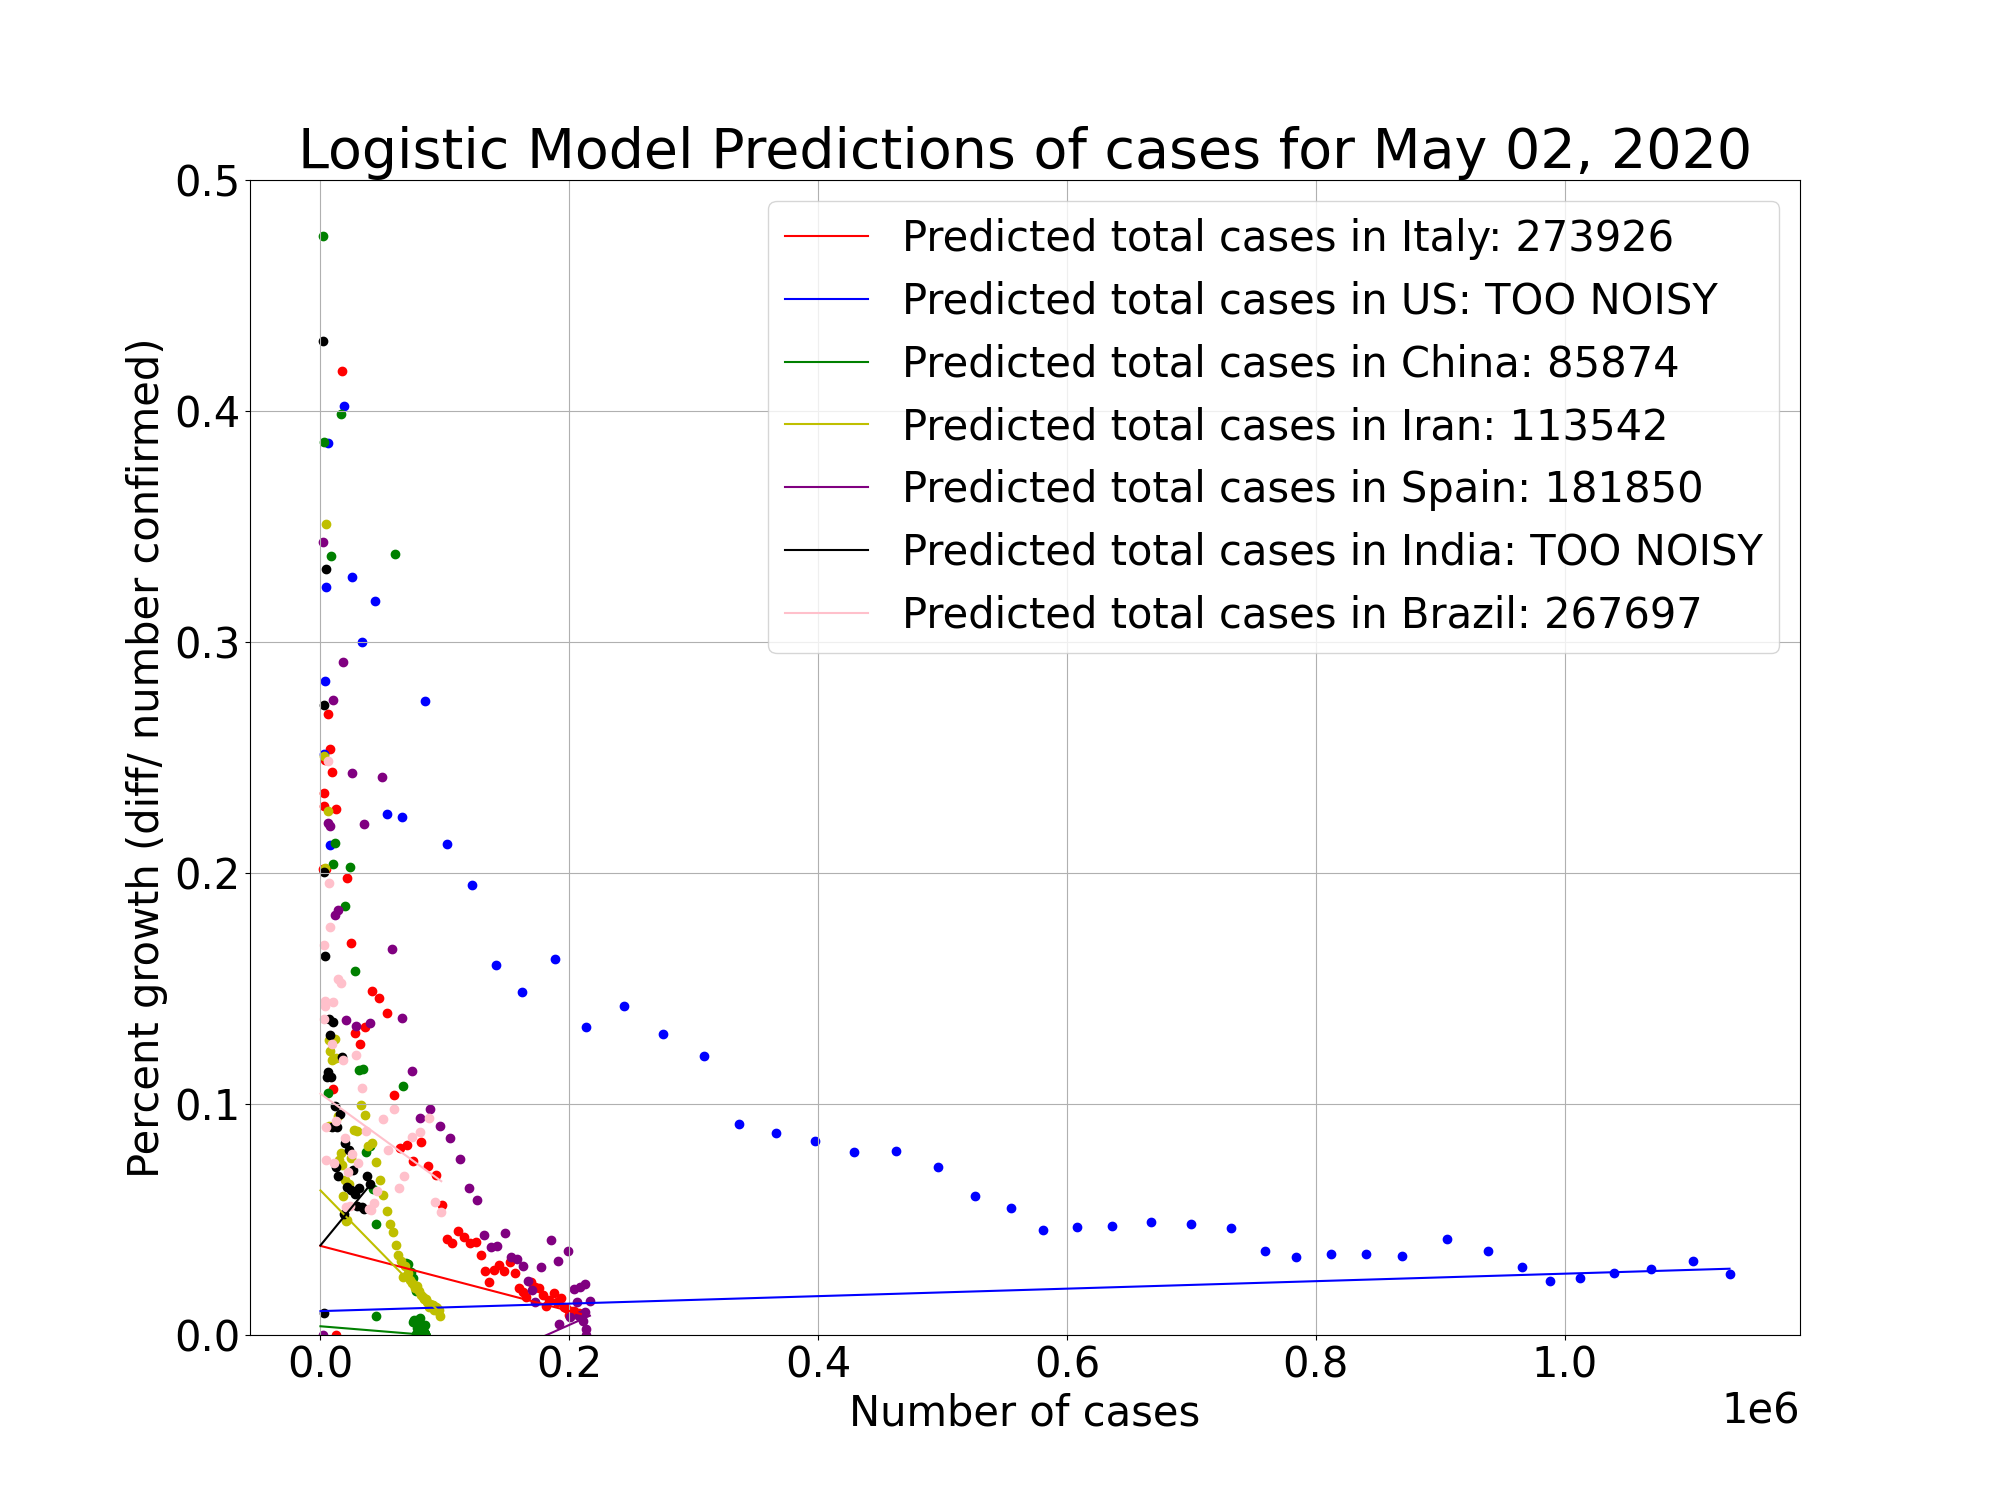 Logistic Model Predictions of cases for May 02, 2020
0.5
0.4
0.3
0.2
0.1
0.0
Percent growth (diff/ number confirmed)
Predicted total cases in Italy: 273926
Predicted total cases in US: TOO NOISY
Predicted total cases in China: 85874
Predicted total cases in Iran: 113542
Predicted total cases in Spain: 181850
Predicted total cases in India: TOO NOISY
Predicted total cases in Brazil: 267697
0.0 0.2 0.4 0.6 0.8 1.0
1e6
Number of cases